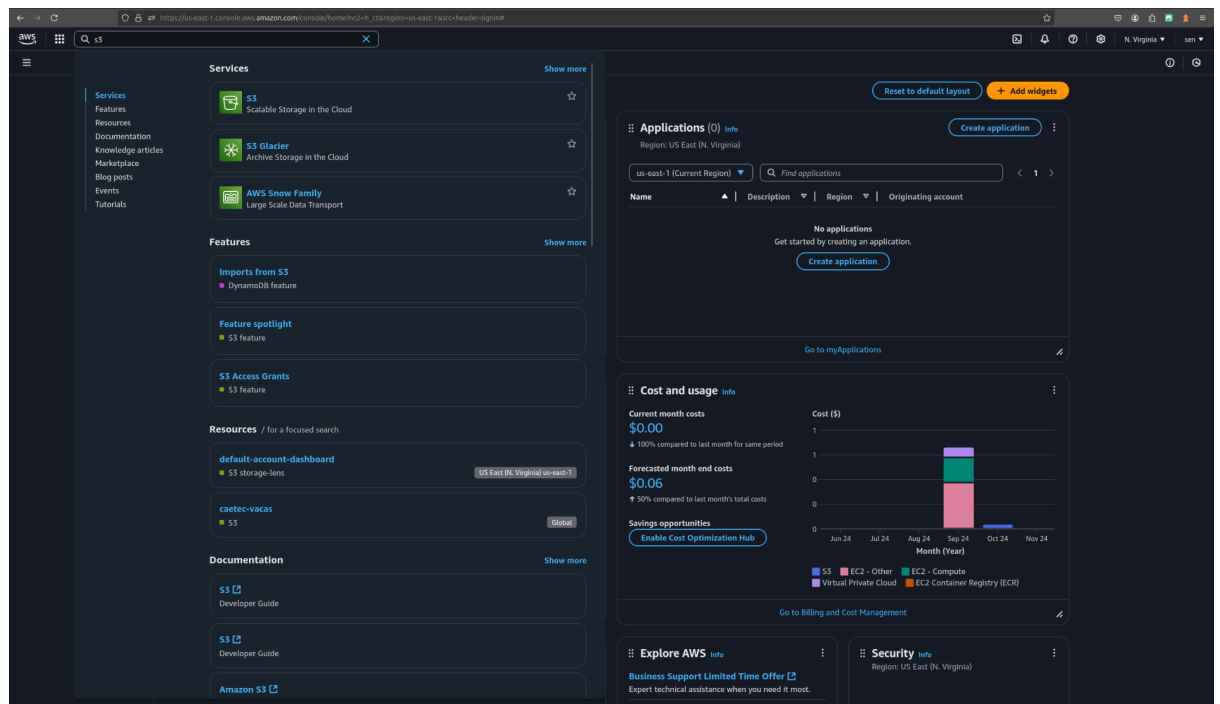 https://us-east-1.console.aws.amazon.com/console/home?nc2=h_ct&region=us-east-1&src=header-signin#
aws
s3
N. Virginia
sen
Services
Show more
Services
Features
Resources
Documentation
Knowledge articles
Marketplace
Blog posts
Events
Tutorials
S3
Scalable Storage in the Cloud
S3 Glacier
Archive Storage in the Cloud
AWS Snow Family
Large Scale Data Transport
Features
Show more
Imports from S3
DynamoDB feature
Feature spotlight
S3 feature
S3 Access Grants
S3 feature
Resources / for a focused search
default-account-dashboard
S3 storage-lens
US East (N. Virginia) us-east-1
caetec-vacas
S3
Global
Documentation
Show more
S3
Developer Guide
S3
Developer Guide
Amazon S3
Reset to default layout
+ Add widgets
Applications (0) Info
Region: US East (N. Virginia)
Create application
us-east-1 (Current Region)
Find applications
1
Name
Description
Region
Originating account
No applications
Get started by creating an application.
Create application
Go to myApplications
Cost and usage Info
Current month costs
$0.00
100% compared to last month for same period
Forecasted month end costs
$0.06
50% compared to last month's total costs
Savings opportunities
Enable Cost Optimization Hub
Cost ($)
1
1
0
0
0
Jun 24 Jul 24 Aug 24 Sep 24 Oct 24 Nov 24
Month (Year)
S3 EC2 - Other EC2 - Compute
Virtual Private Cloud EC2 Container Registry (ECR)
Go to Billing and Cost Management
Explore AWS Info
Business Support Limited Time Offer
Expert technical assistance when you need it most.
Security Info
Region: US East (N. Virginia)